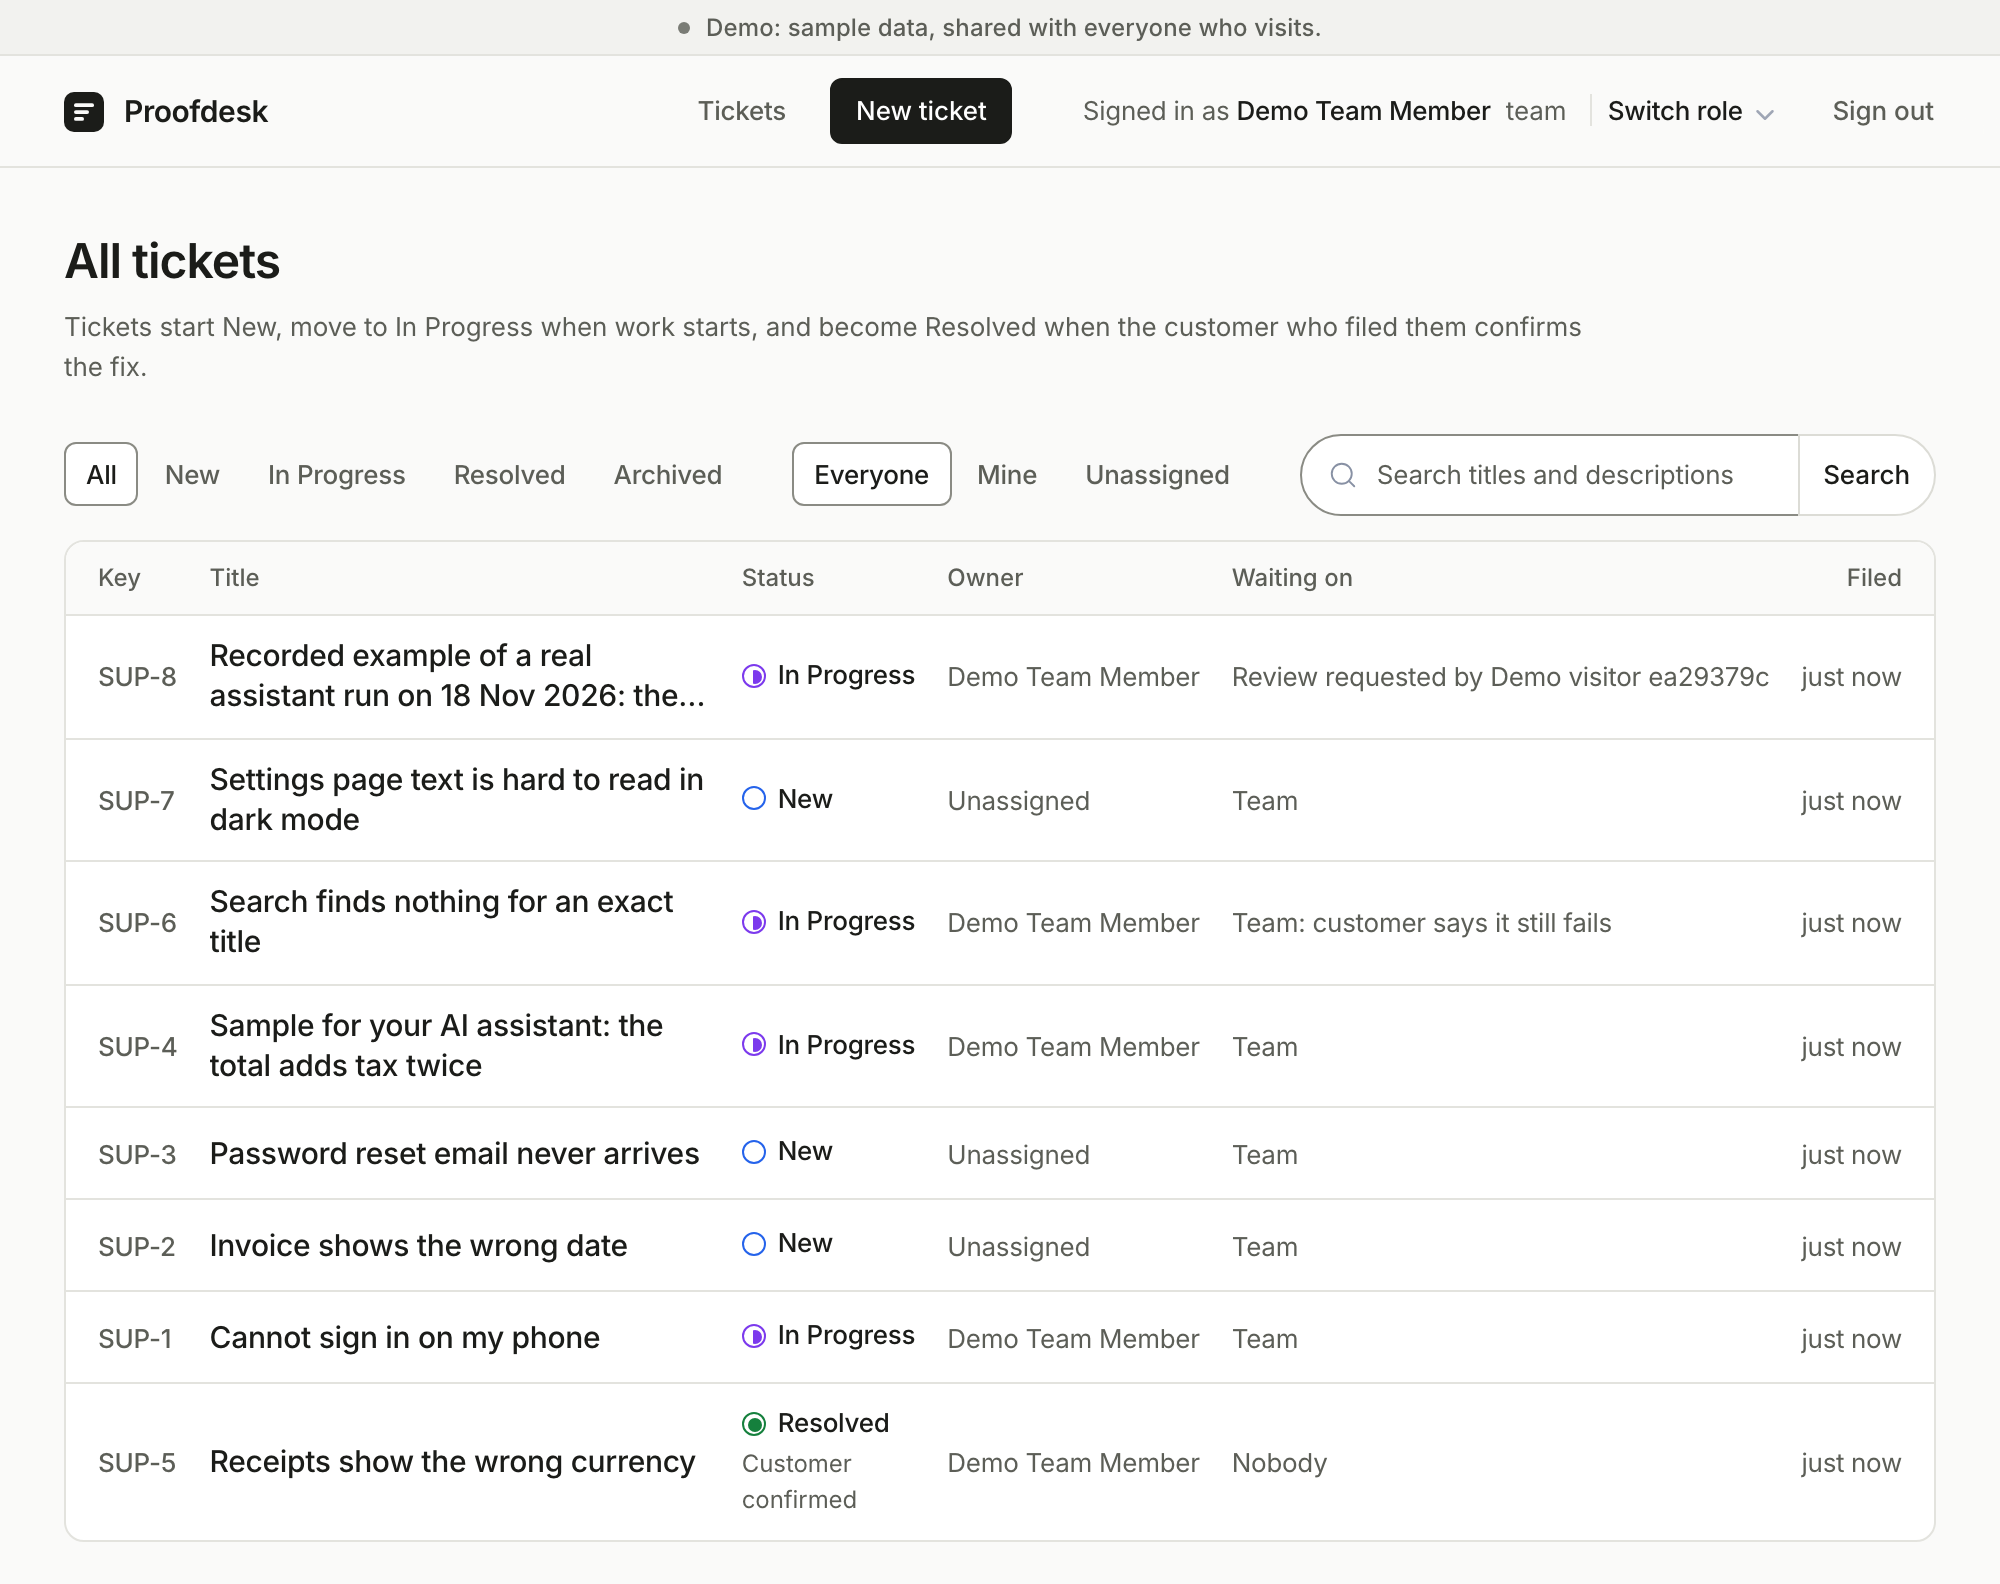 Demo: sample data, shared with everyone who visits.
Proofdesk
Tickets
New ticket
Signed in as Demo Team Member team
Switch role
Sign out
All tickets
Tickets start New, move to In Progress when work starts, and become Resolved when the customer who filed them confirms
the fix.
All
New
In Progress
Resolved
Archived
Everyone
Mine
Unassigned
Search titles and descriptions
Search
Key Title Status Owner Waiting on Filed
SUP-8 Recorded example of a real
assistant run on 18 Nov 2026: the… In Progress Demo Team Member Review requested by Demo visitor ea29379c just now
SUP-7 Settings page text is hard to read in
dark mode New Unassigned Team just now
SUP-6 Search finds nothing for an exact
title In Progress Demo Team Member Team: customer says it still fails just now
SUP-4 Sample for your AI assistant: the
total adds tax twice In Progress Demo Team Member Team just now
SUP-3 Password reset email never arrives New Unassigned Team just now
SUP-2 Invoice shows the wrong date New Unassigned Team just now
SUP-1 Cannot sign in on my phone In Progress Demo Team Member Team just now
SUP-5 Receipts show the wrong currency Resolved
Customer
confirmed Demo Team Member Nobody just now